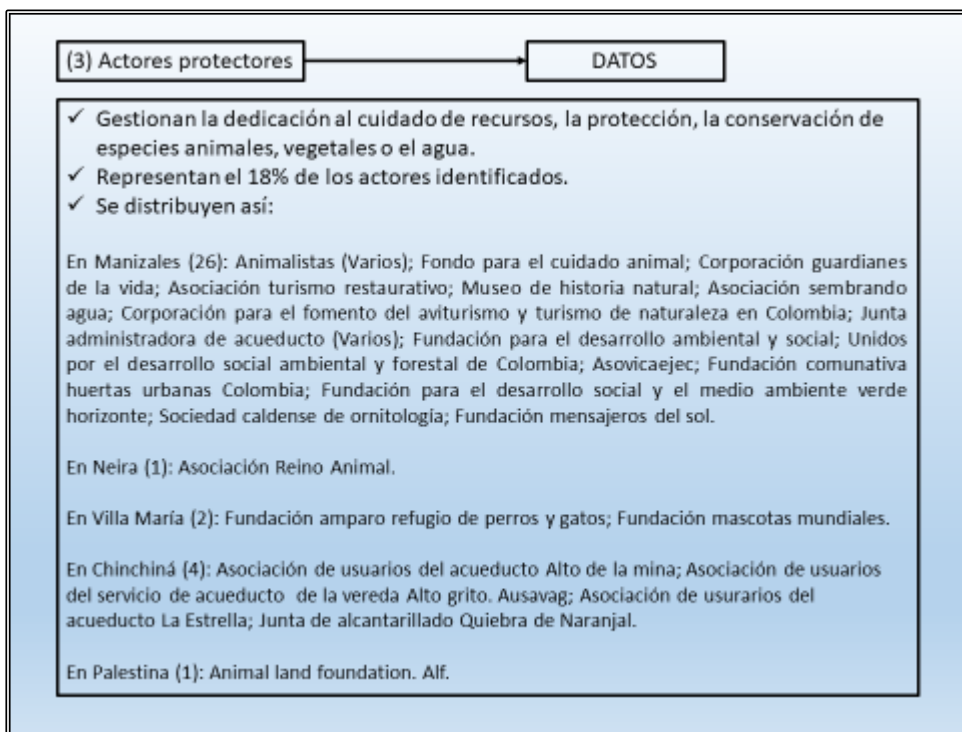 (3) Actores protectores
DATOS
✓ Gestionan la dedicación al cuidado de recursos, la protección, la conservación de
especies animales, vegetales o el agua.
✓ Representan el 18% de los actores identificados.
✓ Se distribuyen así:
En Manizales (26): Animalistas (Varios); Fondo para el cuidado animal; Corporación guardianes
de la vida; Asociación turismo restaurativo; Museo de historia natural; Asociación sembrando
agua; Corporación para el fomento del aviturismo y turismo de naturaleza en Colombia; Junta
administradora de acueducto (Varios); Fundación para el desarrollo ambiental y social; Unidos
por el desarrollo social ambiental y forestal de Colombia; Asovicaejec; Fundación comunativa
huertas urbanas Colombia; Fundación para el desarrollo social y el medio ambiente verde
horizonte; Sociedad caldense de ornitología; Fundación mensajeros del sol.
En Neira (1): Asociación Reino Animal.
En Villa María (2): Fundación amparo refugio de perros y gatos; Fundación mascotas mundiales.
En Chinchiná (4): Asociación de usuarios del acueducto Alto de la mina; Asociación de usuarios
del servicio de acueducto de la vereda Alto grito. Ausavag; Asociación de usurarios del
acueducto La Estrella; Junta de alcantarillado Quiebra de Naranjal.
En Palestina (1): Animal land foundation. Alf.